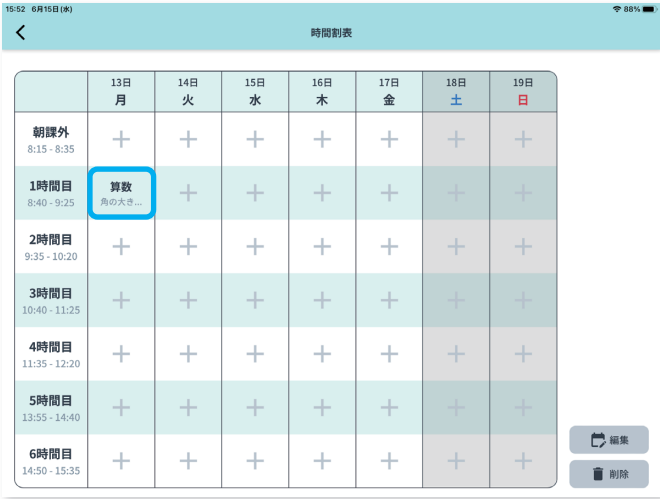 15:52 6月15日(水)
88%
時間割表
13日 14日 15日 16日 17日 18日 19日
月 火 水 木 金 土 日
朝課外
8:15 - 8:35
1時間目
8:40 - 9:25
算数
角の大き...
2時間目
9:35 - 10:20
3時間目
10:40 - 11:25
4時間目
11:35 - 12:20
5時間目
13:55 - 14:40
6時間目
14:50 - 15:35
編集
削除